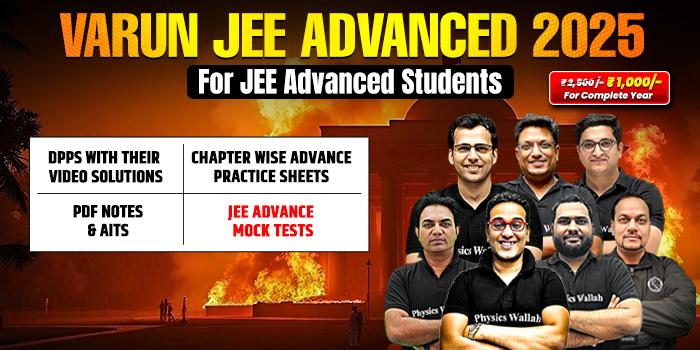 VARUN JEE ADVANCED 2025
For JEE Advanced Students
₹2,500/- ₹1,000/-
For Complete Year
DPPS WITH THEIR
VIDEO SOLUTIONS
CHAPTER WISE ADVANCE
PRACTICE SHEETS
PDF NOTES
& AITS
JEE ADVANCE
MOCK TESTS
Physics Wallah
Physics Wallah